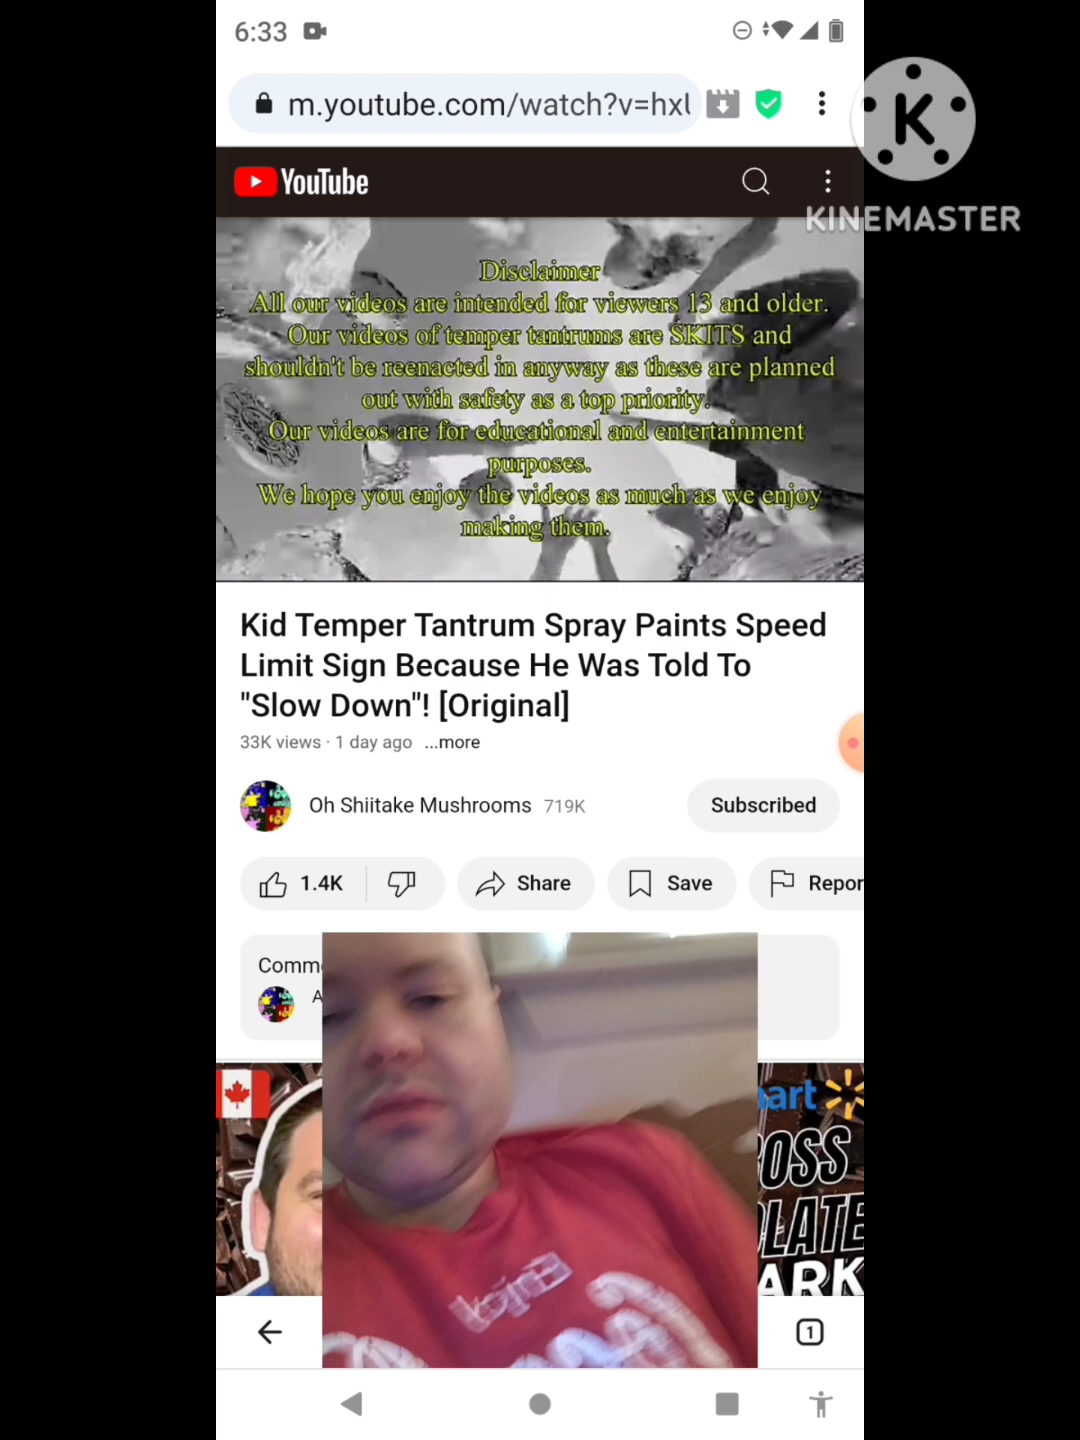 6:33
m.youtube.com/watch?v=hxl
K
KINEMASTER
YouTube
Disclaimer
All our videos are intended for viewers 13 and older.
Our videos of temper tantrums are SKITS and
shouldn't be reenacted in anyway as these are planned
out with safety as a top priority.
Our videos are for educational and entertainment
purposes.
We hope you enjoy the videos as much as we enjoy
making them.
Kid Temper Tantrum Spray Paints Speed
Limit Sign Because He Was Told To
"Slow Down"! [Original]
33K views · 1 day ago ...more
Oh Shiitake Mushrooms 719K
Subscribed
1.4K
Share
Save
Repor
Comm
A
art
OSS
LATE
ARK
1